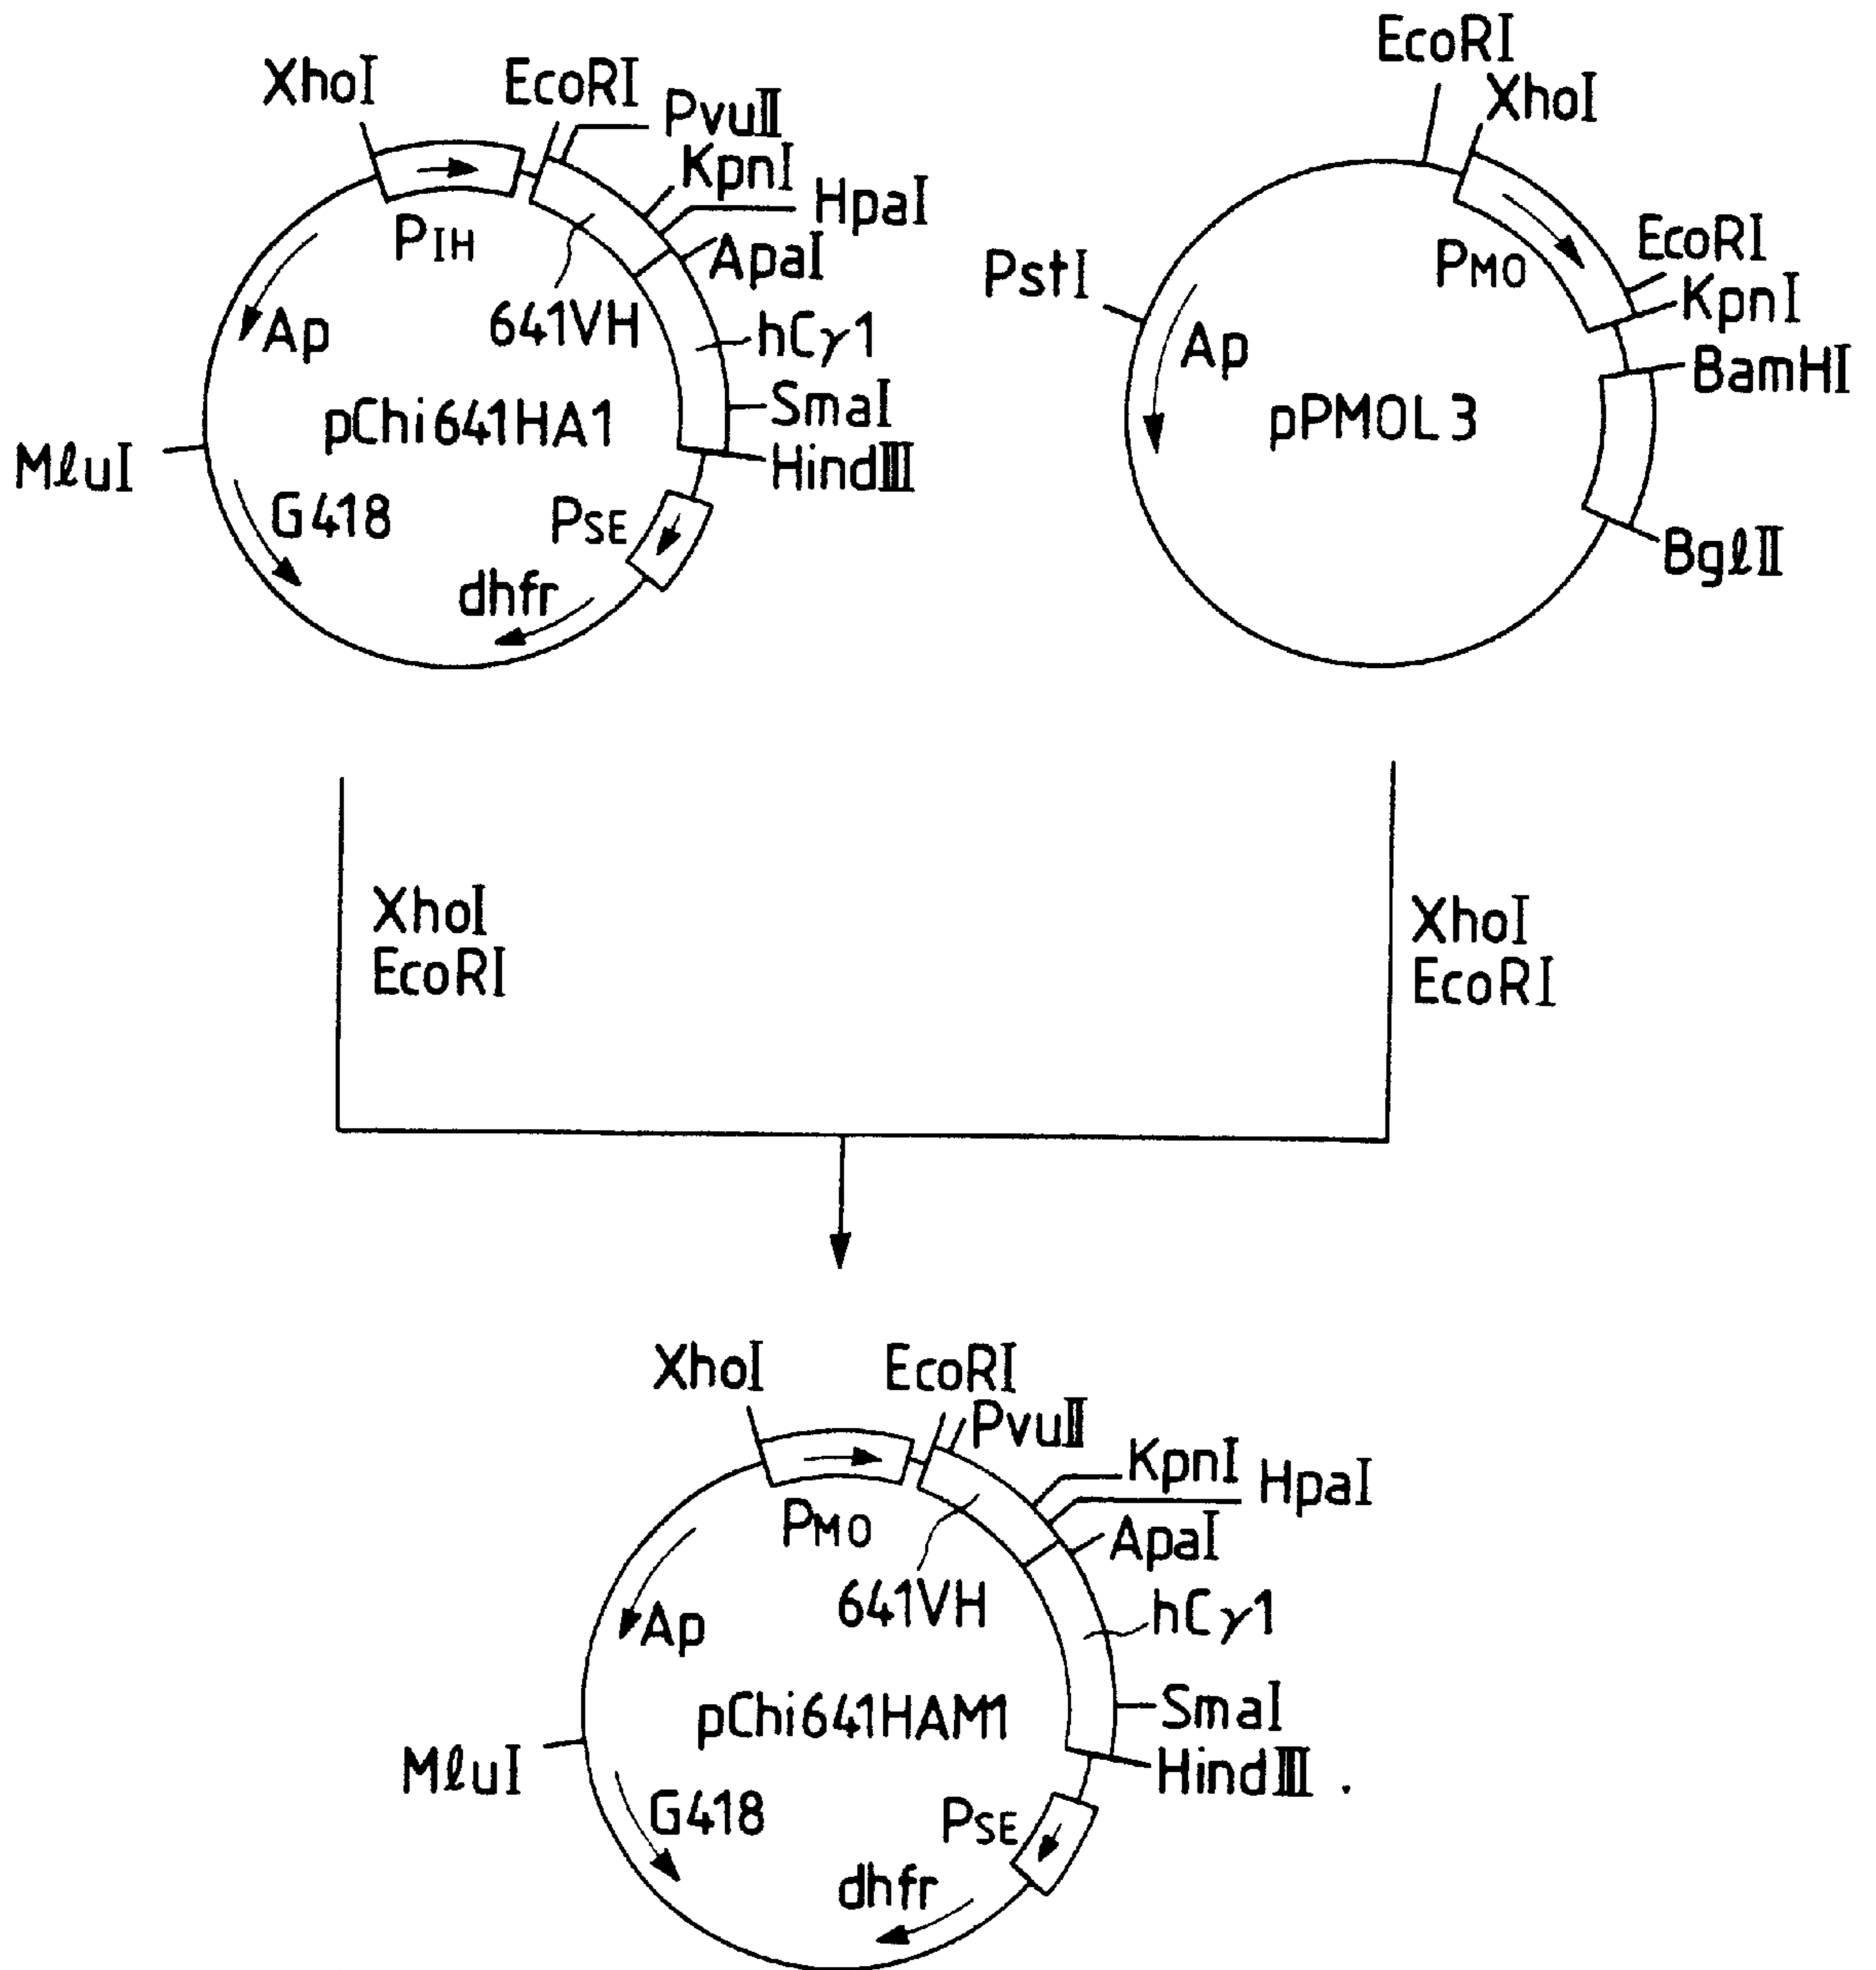 XhoI
EcoRI
PvuII
KpnI
HpaI
ApaI
PIH
641VH
Ap
hCγ1
pChi641HA1
SmaI
HindIII
MluI
G418
PSE
dhfr
EcoRI
XhoI
EcoRI
KpnI
PMO
PstI
Ap
BamHI
pPMOL3
BglII
XhoI
EcoRI
XhoI
EcoRI
XhoI
EcoRI
PvuII
KpnI
HpaI
ApaI
PMO
641VH
hCγ1
Ap
pChi641HAM1
SmaI
HindIII .
MluI
G418
PSE
dhfr